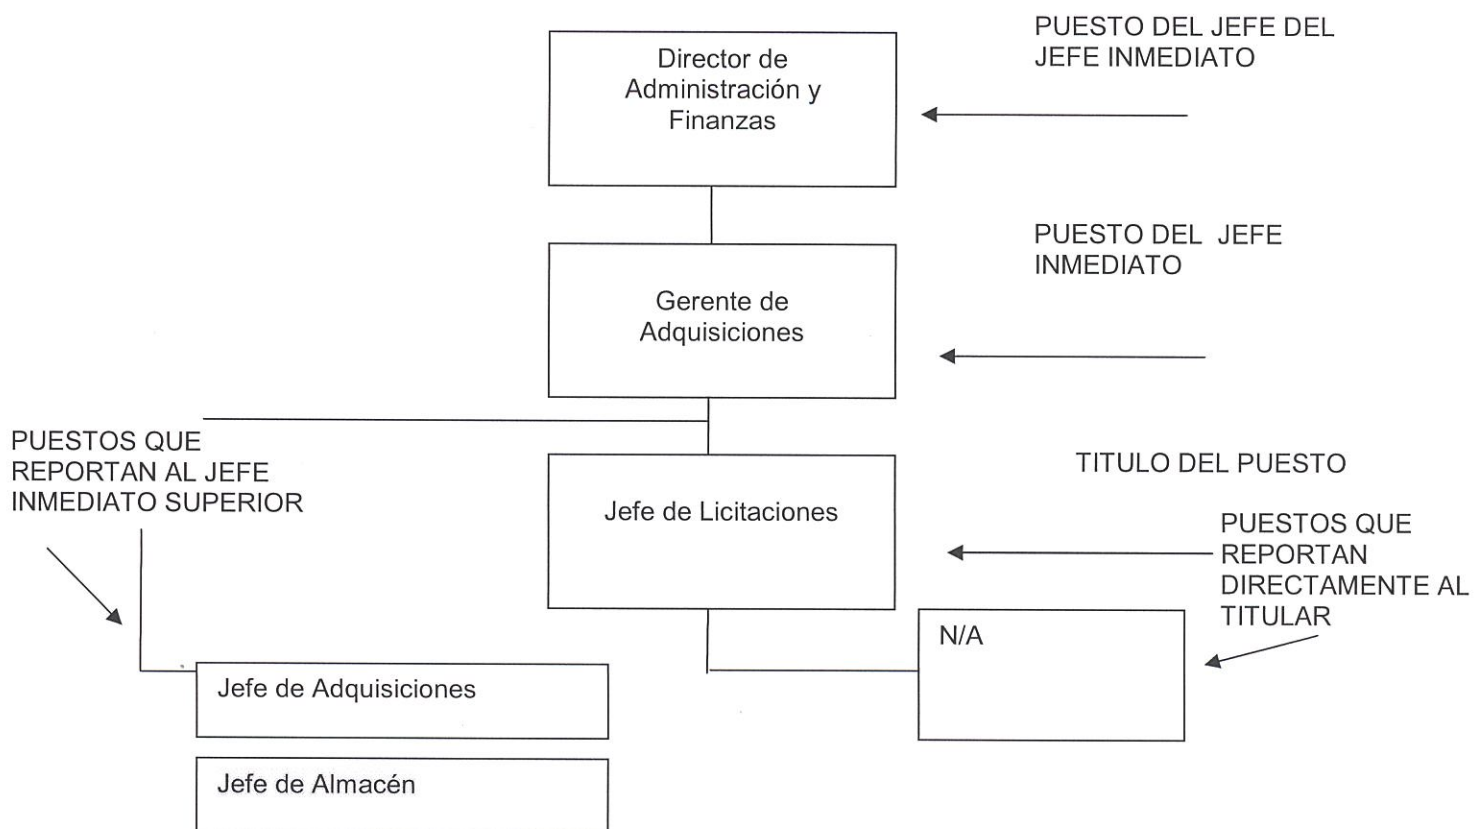 PUESTO DEL JEFE DEL
JEFE INMEDIATO
Director de
Administración y
Finanzas
PUESTO DEL JEFE
INMEDIATO
Gerente de
Adquisiciones
PUESTOS QUE
REPORTAN AL JEFE
INMEDIATO SUPERIOR
TITULO DEL PUESTO
Jefe de Licitaciones
PUESTOS QUE
REPORTAN
DIRECTAMENTE AL
TITULAR
N/A
Jefe de Adquisiciones
Jefe de Almacén